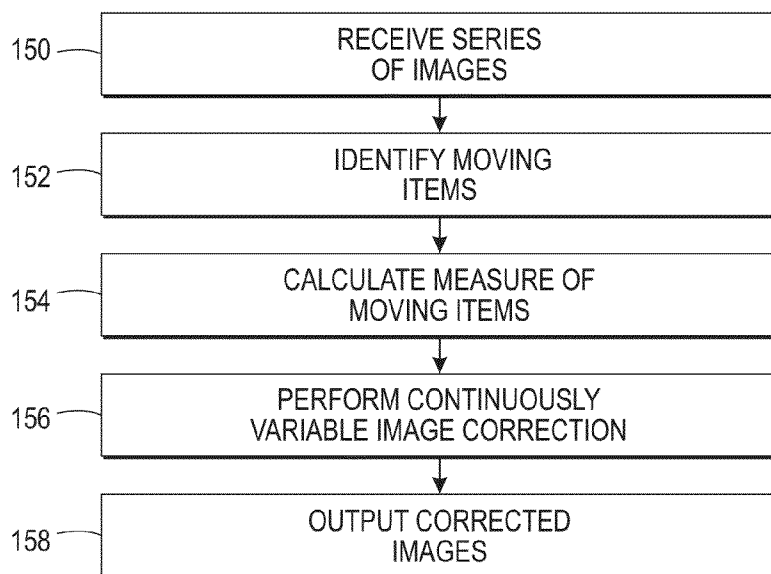 150
RECEIVE SERIES
OF IMAGES
152
IDENTIFY MOVING
ITEMS
154
CALCULATE MEASURE OF
MOVING ITEMS
156
PERFORM CONTINUOUSLY
VARIABLE IMAGE CORRECTION
158
OUTPUT CORRECTED
IMAGES